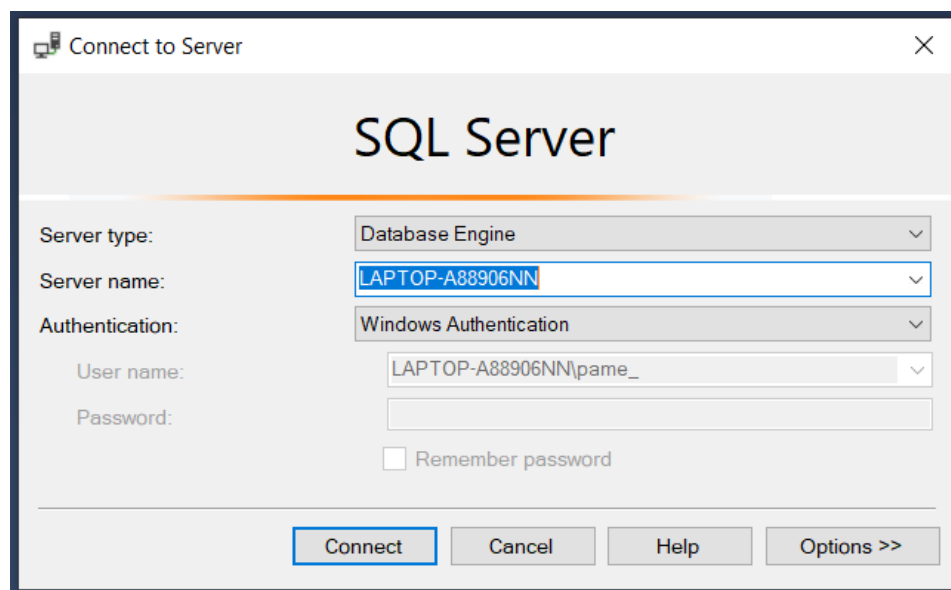 Connect to Server
SQL Server
Server type: Database Engine
Server name: LAPTOP-A88906NN
Authentication: Windows Authentication
User name: LAPTOP-A88906NN\pame_
Password:
Remember password
Connect Cancel Help Options >>